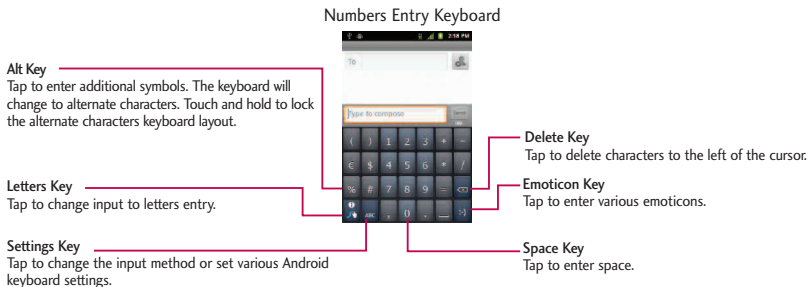 Numbers Entry Keyboard
2:18 PM
To
Type to compose
Send
( ) 1 2 3 + -
€ $ 4 5 6 * /
% # 7 8 9 =
ABC , 0 . :-)
Alt Key
Tap to enter additional symbols. The keyboard will
change to alternate characters. Touch and hold to lock
the alternate characters keyboard layout.
Letters Key
Tap to change input to letters entry.
Settings Key
Tap to change the input method or set various Android
keyboard settings.
Delete Key
Tap to delete characters to the left of the cursor.
Emoticon Key
Tap to enter various emoticons.
Space Key
Tap to enter space.